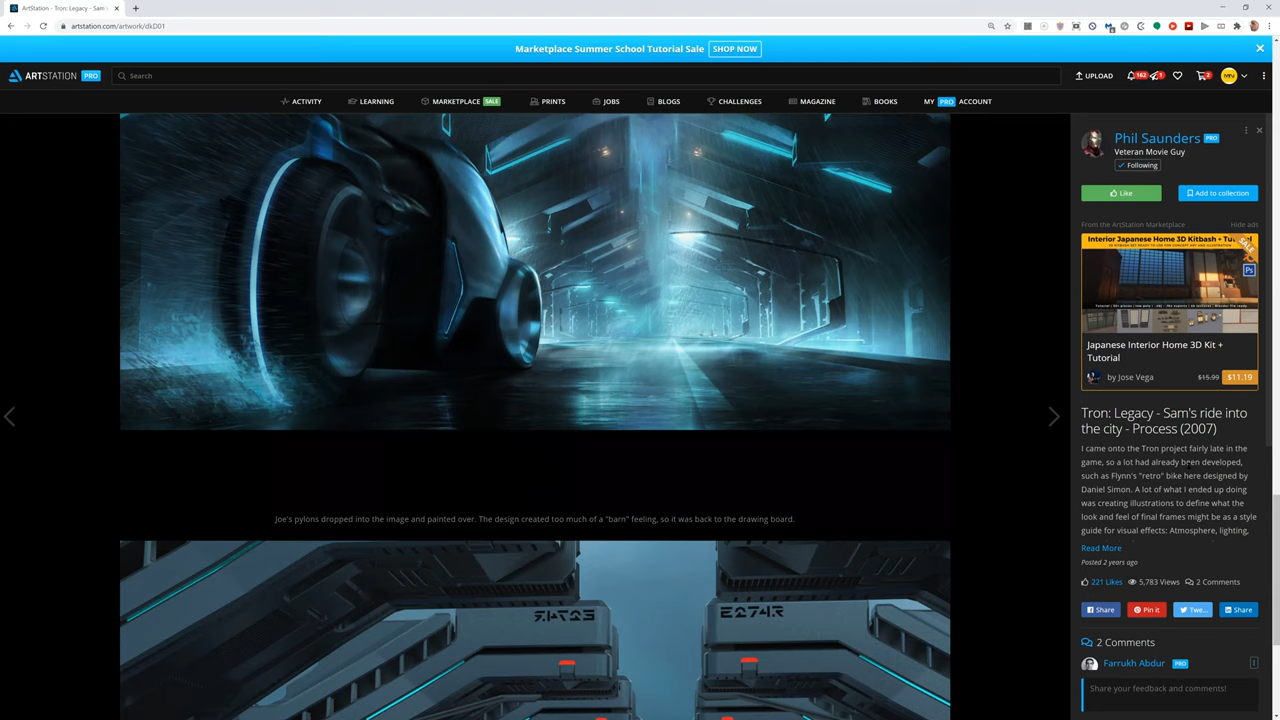 ArtStation - Tron: Legacy - Sam's
artstation.com/artwork/dkD01
Marketplace Summer School Tutorial Sale SHOP NOW
ARTSTATION PRO
Search
UPLOAD
162
1
2
ACTIVITY
LEARNING
MARKETPLACE SALE
PRINTS
JOBS
BLOGS
CHALLENGES
MAGAZINE
BOOKS
MY PRO ACCOUNT
Joe's pylons dropped into the image and painted over. The design created too much of a "barn" feeling, so it was back to the drawing board.
Phil Saunders PRO
Veteran Movie Guy
Following
Like
Add to collection
From the ArtStation Marketplace
Hide ads
Interior Japanese Home 3D Kitbash +
SALE
Ps
Japanese Interior Home 3D Kit +
Tutorial
by Jose Vega
$15.99
$11.19
Tron: Legacy - Sam's ride into
the city - Process (2007)
I came onto the Tron project fairly late in the
game, so a lot had already been developed,
such as Flynn's "retro" bike here designed by
Daniel Simon. A lot of what I ended up doing
was creating illustrations to define what the
look and feel of final frames might be as a style
guide for visual effects: Atmosphere, lighting,
Read More
Posted 2 years ago
221 Likes
5,783 Views
2 Comments
Share
Pin it
Twe...
Share
2 Comments
Farrukh Abdur PRO
Share your feedback and comments!